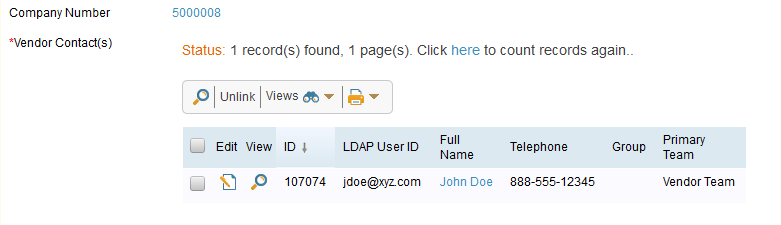 Company Number 5000008
*Vendor Contact(s)
Status: 1 record(s) found, 1 page(s). Click here to count records again..
Unlink Views
Edit View ID LDAP User ID Full Name Telephone Group Primary Team
107074 jdoe@xyz.com John Doe 888-555-12345 Vendor Team